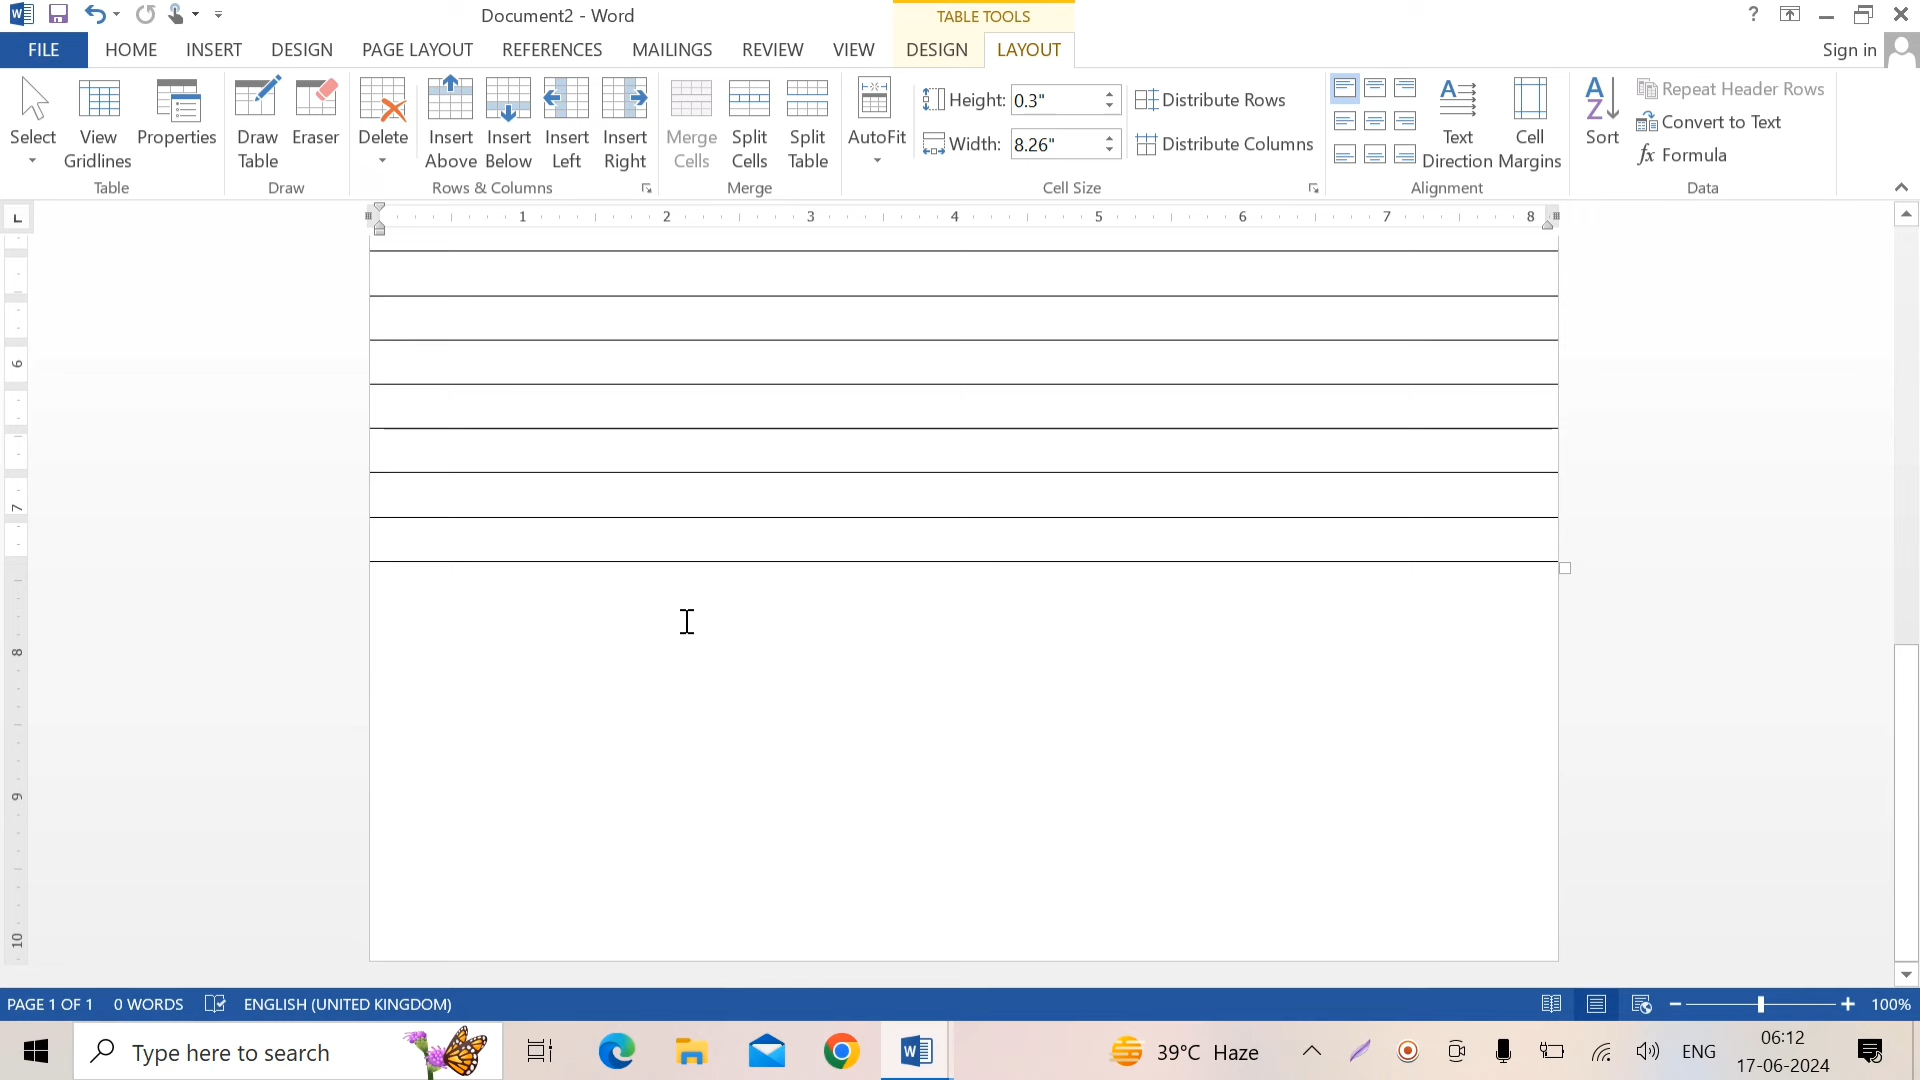 Document2 - Word
TABLE TOOLS
?
FILE HOME INSERT DESIGN PAGE LAYOUT REFERENCES MAILINGS REVIEW VIEW DESIGN LAYOUT Sign in
Select View Gridlines Properties
Table
Draw Table Eraser
Draw
Delete Insert Above Insert Below Insert Left Insert Right
Rows & Columns
Merge Cells Split Cells Split Table
Merge
AutoFit
Height: 0.3"
Width: 8.26"
Distribute Rows
Distribute Columns
Cell Size
Text Direction Cell Margins
Alignment
Sort
Repeat Header Rows
Convert to Text
fx Formula
Data
L
1 2 3 4 5 6 7 8
6
7
8
9
10
PAGE 1 OF 1 0 WORDS ENGLISH (UNITED KINGDOM) 100%
Type here to search
39°C Haze
ENG
06:12
17-06-2024